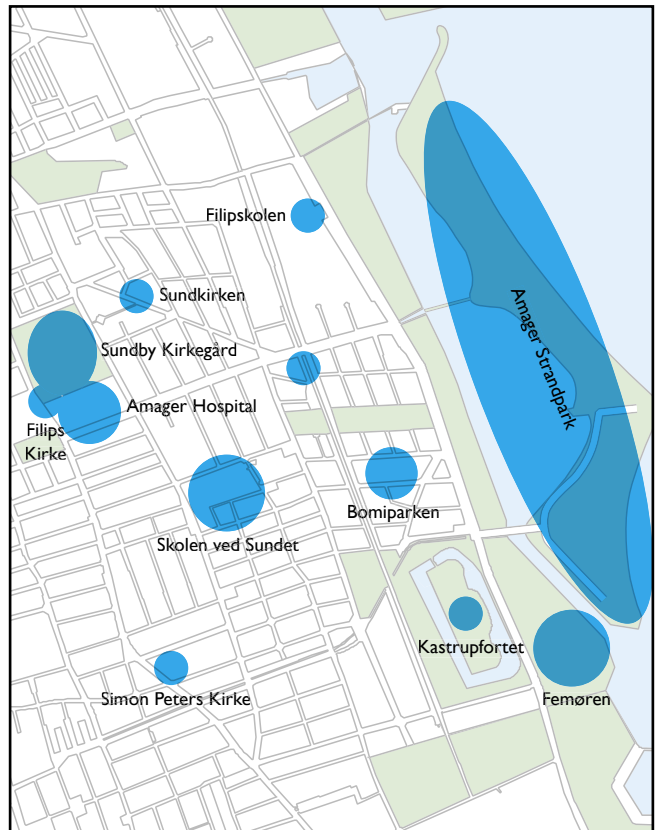 Filipskolen
Sundkirken
Sundby Kirkegård
Amager Strandpark
Amager Hospital
Filips
Kirke
Bomiparken
Skolen ved Sundet
Kastrupfortet
Simon Peters Kirke
Femøren